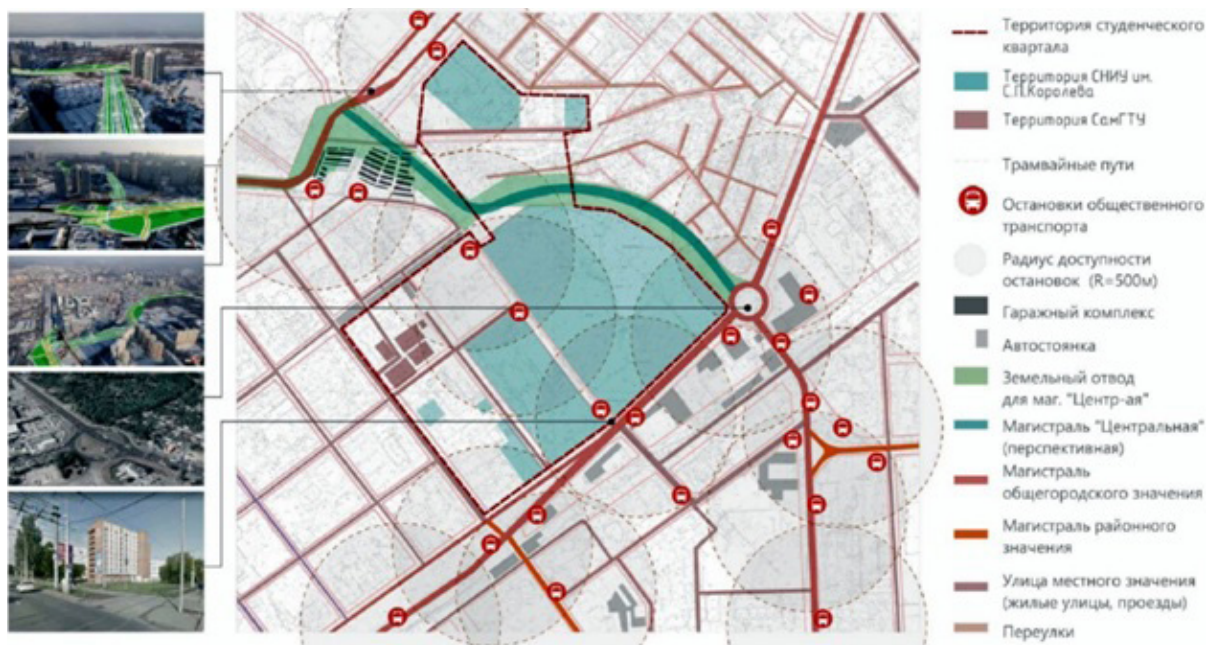 Территория студенческого
квартала
Территория СНИУ им.
С.П.Королева
Территория СамГТУ
Трамвайные пути
Остановки общественного
транспорта
Радиус доступности
остановок (R=500м)
Гаражный комплекс
Автостоянка
Земельный отвод
для маг. "Центр-ая"
Магистраль "Центральная"
(перспективная)
Магистраль
общегородского значения
Магистраль районного
значения
Улица местного значения
(жилые улицы, проезды)
Переулки